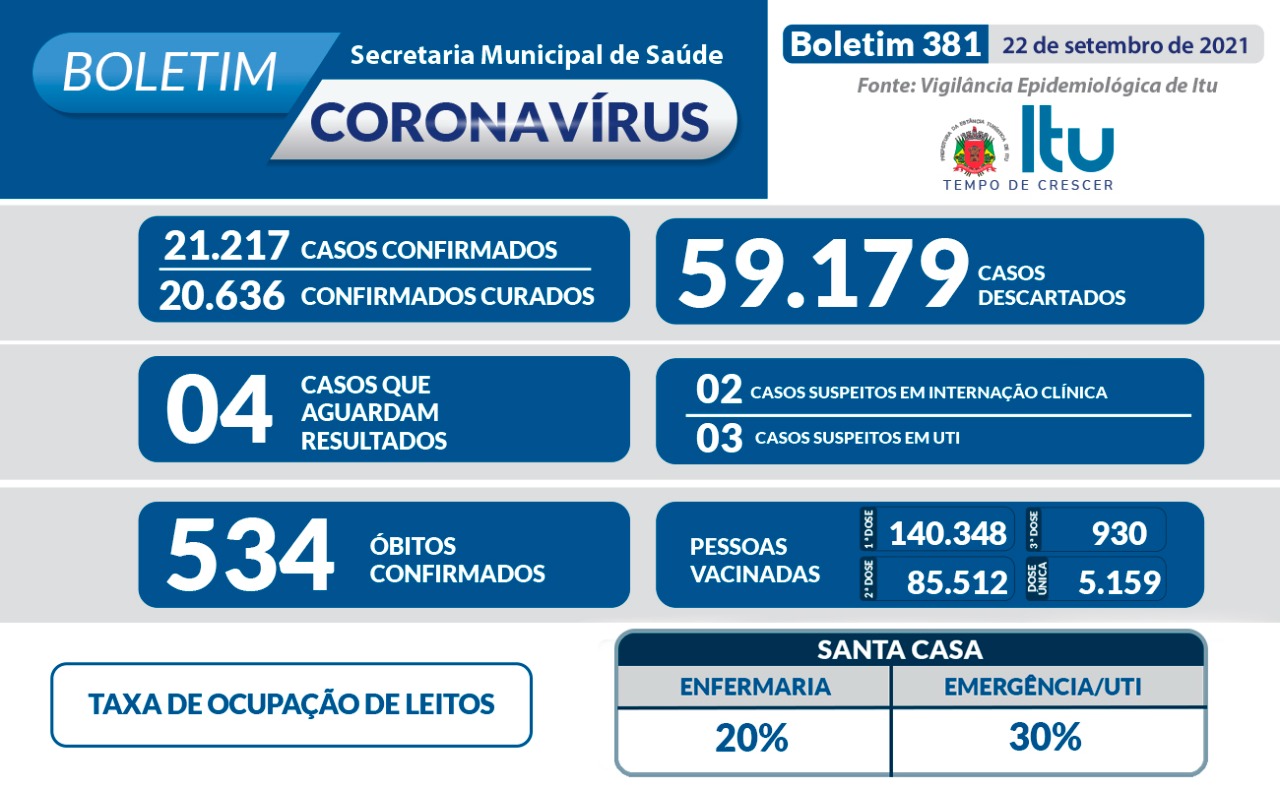 BOLETIM
Secretaria Municipal de Saúde
CORONAVÍRUS
Boletim 381 22 de setembro de 2021
Fonte: Vigilância Epidemiológica de Itu
PREFEITURA DA ESTÂNCIA TURÍSTICA DE ITU
Itu
TEMPO DE CRESCER
21.217 CASOS CONFIRMADOS
20.636 CONFIRMADOS CURADOS
59.179 CASOS
DESCARTADOS
04 CASOS QUE
AGUARDAM
RESULTADOS
02 CASOS SUSPEITOS EM INTERNAÇÃO CLÍNICA
03 CASOS SUSPEITOS EM UTI
534 ÓBITOS
CONFIRMADOS
PESSOAS
VACINADAS
1ª DOSE 140.348
3ª DOSE 930
2ª DOSE 85.512
DOSE
ÚNICA 5.159
TAXA DE OCUPAÇÃO DE LEITOS
SANTA CASA
ENFERMARIA EMERGÊNCIA/UTI
20% 30%